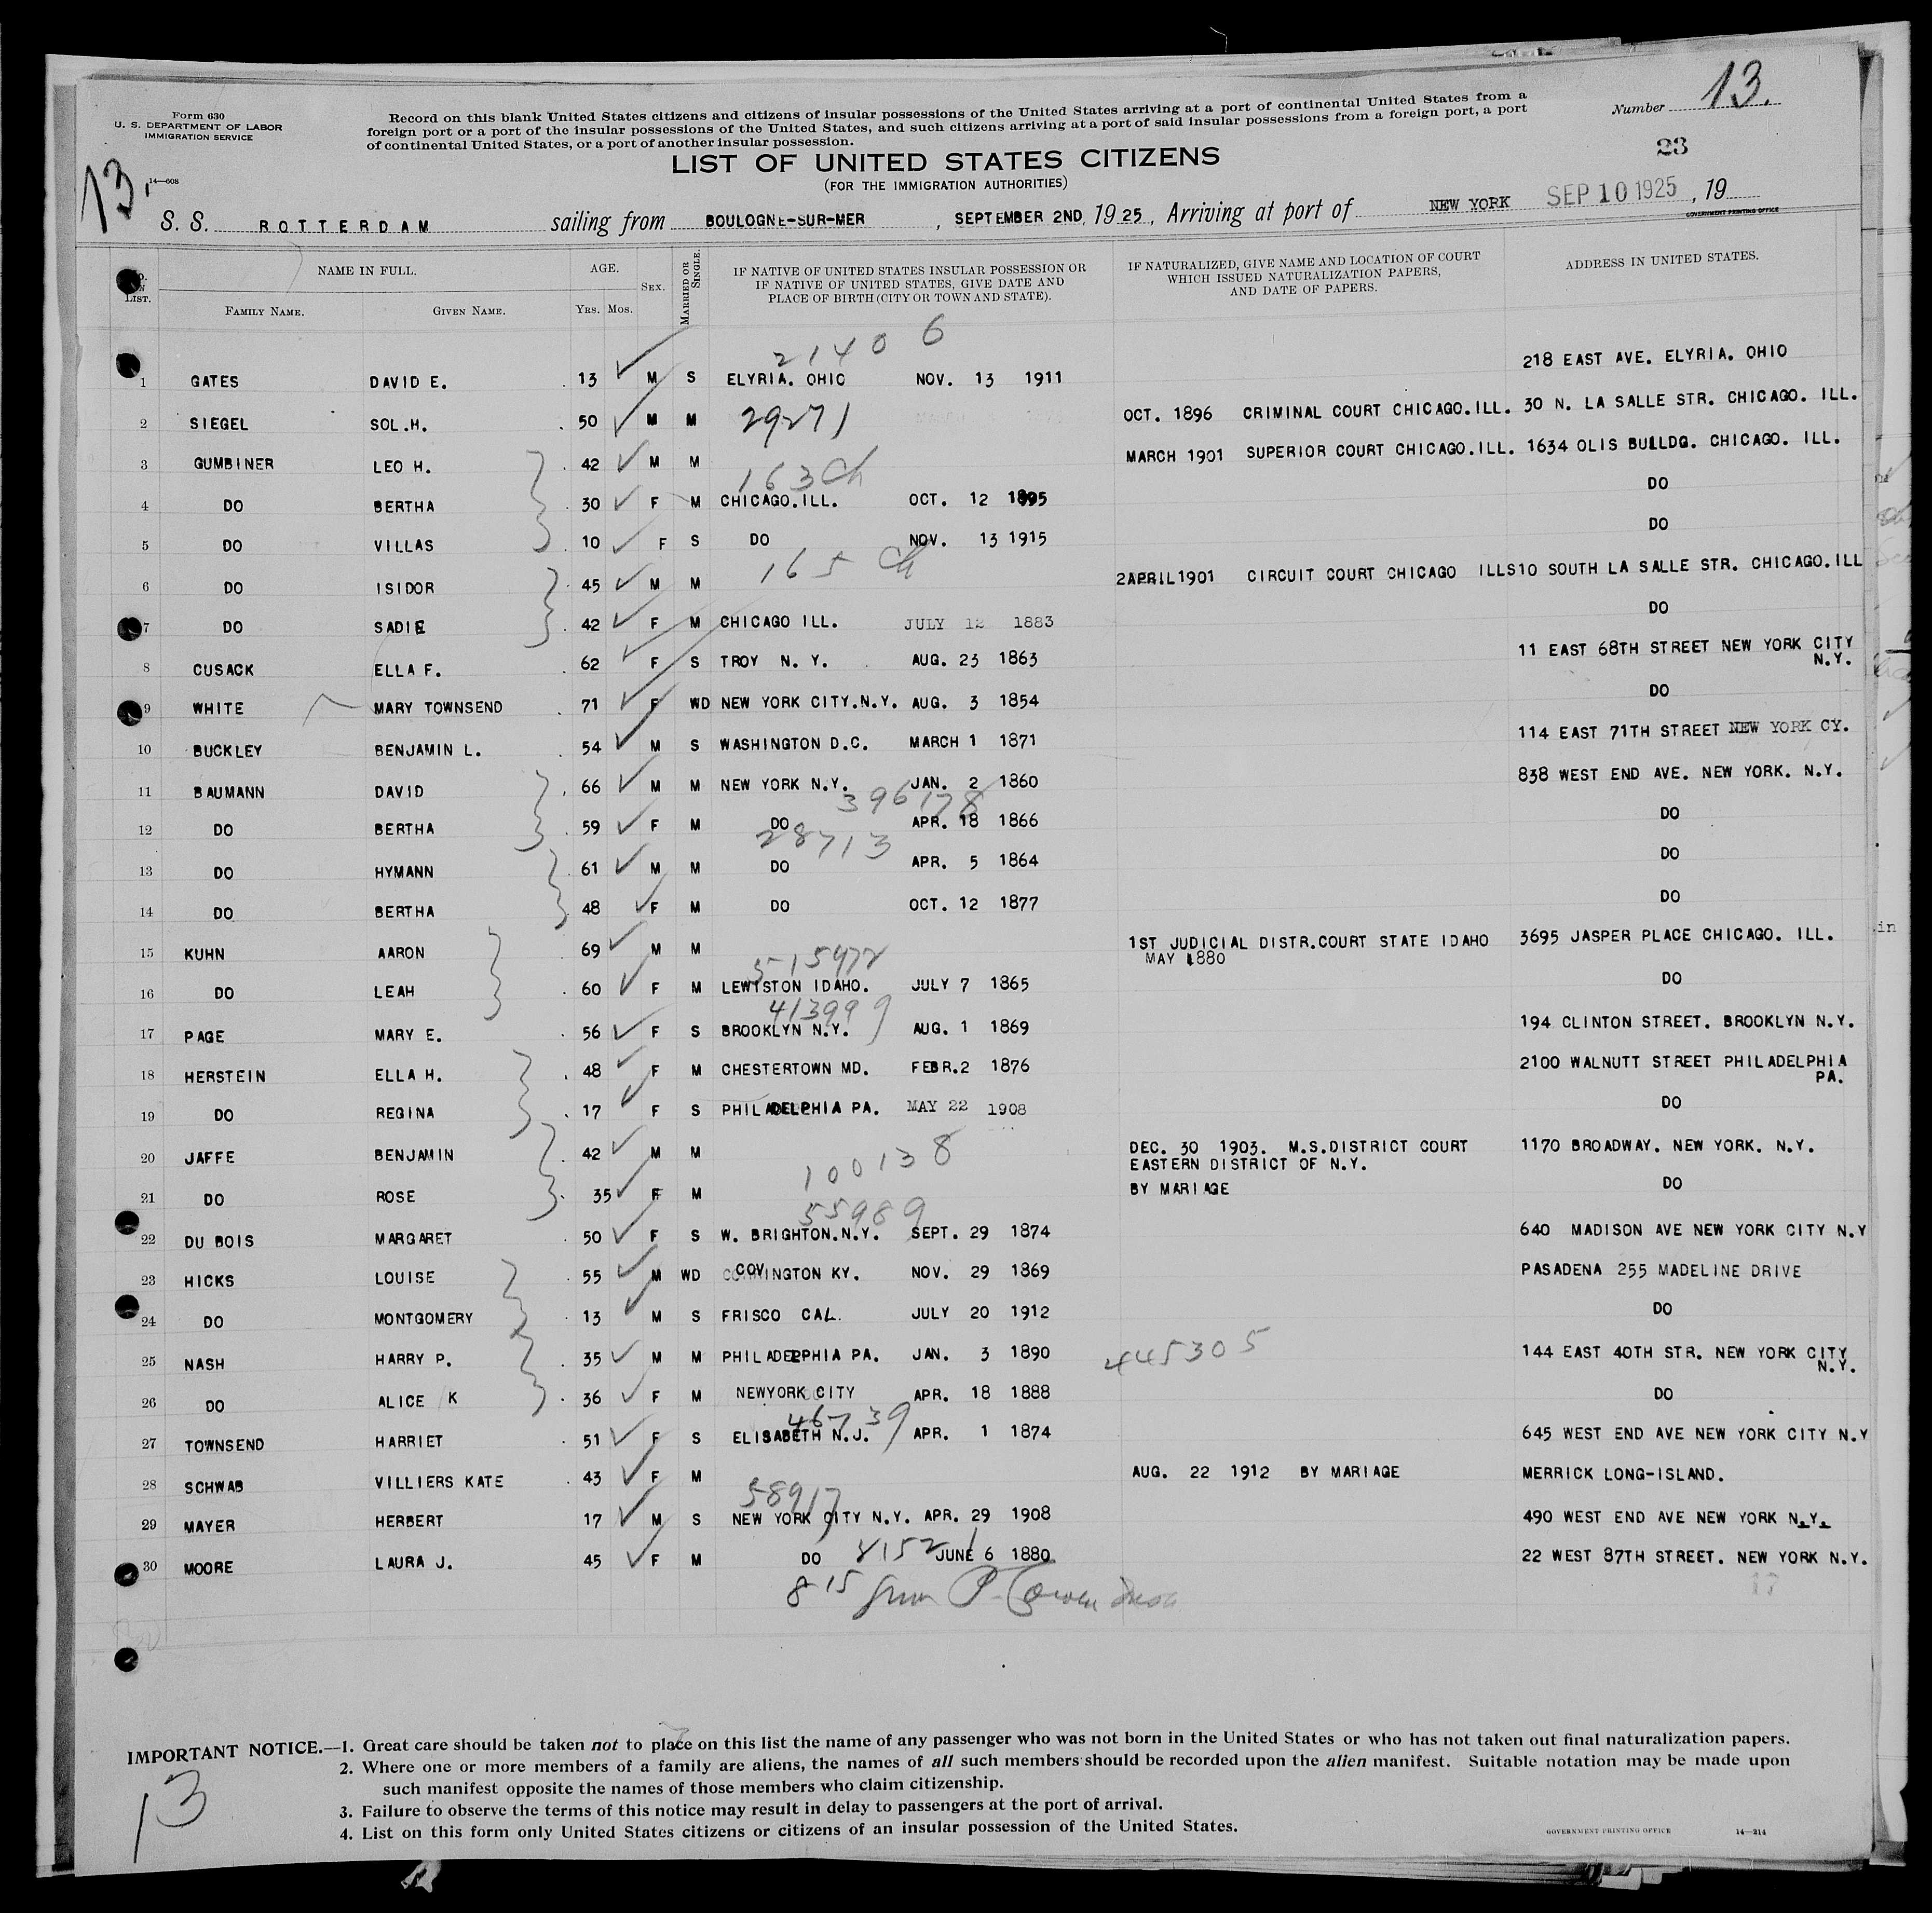 Form 630
U. S. DEPARTMENT OF LABOR
IMMIGRATION SERVICE
14—608
Record on this blank United States citizens and citizens of insular possessions of the United States arriving at a port of continental United States from a
foreign port or a port of the insular possessions of the United States, and such citizens arriving at a port of said insular possessions from a foreign port, a port
of continental United States, or a port of another insular possession.
Number 13.
23
LIST OF UNITED STATES CITIZENS
(FOR THE IMMIGRATION AUTHORITIES)
13.
S. S. ROTTERDAM sailing from BOULOGNE-SUR-MER, SEPTEMBER 2ND, 1925, Arriving at port of NEW YORK SEP 10 1925, 19
GOVERNMENT PRINTING OFFICE
LIST. NAME IN FULL. AGE. SEX. MARRIED OR SINGLE. IF NATIVE OF UNITED STATES INSULAR POSSESSION OR IF NATIVE OF UNITED STATES, GIVE DATE AND PLACE OF BIRTH (CITY OR TOWN AND STATE). IF NATURALIZED, GIVE NAME AND LOCATION OF COURT WHICH ISSUED NATURALIZATION PAPERS, AND DATE OF PAPERS. ADDRESS IN UNITED STATES.
FAMILY NAME. GIVEN NAME. YRS. MOS.
21406
1 GATES DAVID E. 13 M S ELYRIA. OHIO NOV. 13 1911 218 EAST AVE. ELYRIA. OHIO
2 SIEGEL SOL.H. 50 M M 29271 OCT. 1896 CRIMINAL COURT CHICAGO.ILL. 30 N. LA SALLE STR. CHICAGO. ILL.
3 GUMBINER LEO H. 42 M M MARCH 1901 SUPERIOR COURT CHICAGO.ILL. 1634 OLIS BUILDG. CHICAGO. ILL.
163 Ch
4 DO BERTHA 30 F M CHICAGO.ILL. OCT. 12 1895 DO
5 DO VILLAS 10 F S DO NOV. 13 1915 DO
165 Ch
6 DO ISIDOR 45 M M 2APRIL1901 CIRCUIT COURT CHICAGO ILLS10 SOUTH LA SALLE STR. CHICAGO.ILL
7 DO SADIE 42 F M CHICAGO ILL. JULY 12 1883 DO
8 CUSACK ELLA F. 62 F S TROY N. Y. AUG. 23 1863 11 EAST 68TH STREET NEW YORK CITY N.Y.
9 WHITE MARY TOWNSEND 71 F WD NEW YORK CITY.N.Y. AUG. 3 1854 DO
10 BUCKLEY BENJAMIN L. 54 M S WASHINGTON D.C. MARCH 1 1871 114 EAST 71TH STREET NEW YORK CY.
11 BAUMANN DAVID 66 M M NEW YORK N.Y. JAN. 2 1860 838 WEST END AVE. NEW YORK. N.Y.
396178
12 DO BERTHA 59 F M DO APR. 18 1866 DO
28713
13 DO HYMANN 61 M M DO APR. 5 1864 DO
14 DO BERTHA 48 F M DO OCT. 12 1877 DO
15 KUHN AARON 69 M M 1ST JUDICIAL DISTR.COURT STATE IDAHO MAY 1880 3695 JASPER PLACE CHICAGO. ILL.
515972
16 DO LEAH 60 F M LEWISTON IDAHO. JULY 7 1865 DO
413999
17 PAGE MARY E. 56 F S BROOKLYN N.Y. AUG. 1 1869 194 CLINTON STREET. BROOKLYN N.Y.
18 HERSTEIN ELLA H. 48 F M CHESTERTOWN MD. FEBR.2 1876 2100 WALNUTT STREET PHILADELPHIA PA.
19 DO REGINA 17 F S PHILADELPHIA PA. MAY 22 1908 DO
20 JAFFE BENJAMIN 42 M M DEC. 30 1903. M.S.DISTRICT COURT EASTERN DISTRICT OF N.Y. 1170 BROADWAY. NEW YORK. N.Y.
100138
21 DO ROSE 35 F M BY MARIAGE DO
55989
22 DU BOIS MARGARET 50 F S W. BRIGHTON.N.Y. SEPT. 29 1874 640 MADISON AVE NEW YORK CITY N.Y
23 HICKS LOUISE 55 M WD COVINGTON KY. NOV. 29 1869 PASADENA 255 MADELINE DRIVE
24 DO MONTGOMERY 13 M S FRISCO CAL. JULY 20 1912 DO
25 NASH HARRY P. 35 M M PHILADEPPHIA PA. JAN. 3 1890 445305 144 EAST 40TH STR. NEW YORK CITY N.Y.
26 DO ALICE K 36 F M NEWYORK CITY APR. 18 1888 DO
46739
27 TOWNSEND HARRIET 51 F S ELISABETH N.J. APR. 1 1874 645 WEST END AVE NEW YORK CITY N.Y
28 SCHWAB VILLIERS KATE 43 F M AUG. 22 1912 BY MARIAGE MERRICK LONG-ISLAND.
58917
29 MAYER HERBERT 17 M S NEW YORK CITY N.Y. APR. 29 1908 490 WEST END AVE NEW YORK N.Y.
30 MOORE LAURA J. 45 F M DO 8152 JUNE 6 1880 22 WEST 87TH STREET. NEW YORK N.Y.
815
17
IMPORTANT NOTICE.—1. Great care should be taken not to place on this list the name of any passenger who was not born in the United States or who has not taken out final naturalization papers.
2. Where one or more members of a family are aliens, the names of all such members should be recorded upon the alien manifest. Suitable notation may be made upon
such manifest opposite the names of those members who claim citizenship.
3. Failure to observe the terms of this notice may result in delay to passengers at the port of arrival.
4. List on this form only United States citizens or citizens of an insular possession of the United States.
13
GOVERNMENT PRINTING OFFICE 14—214